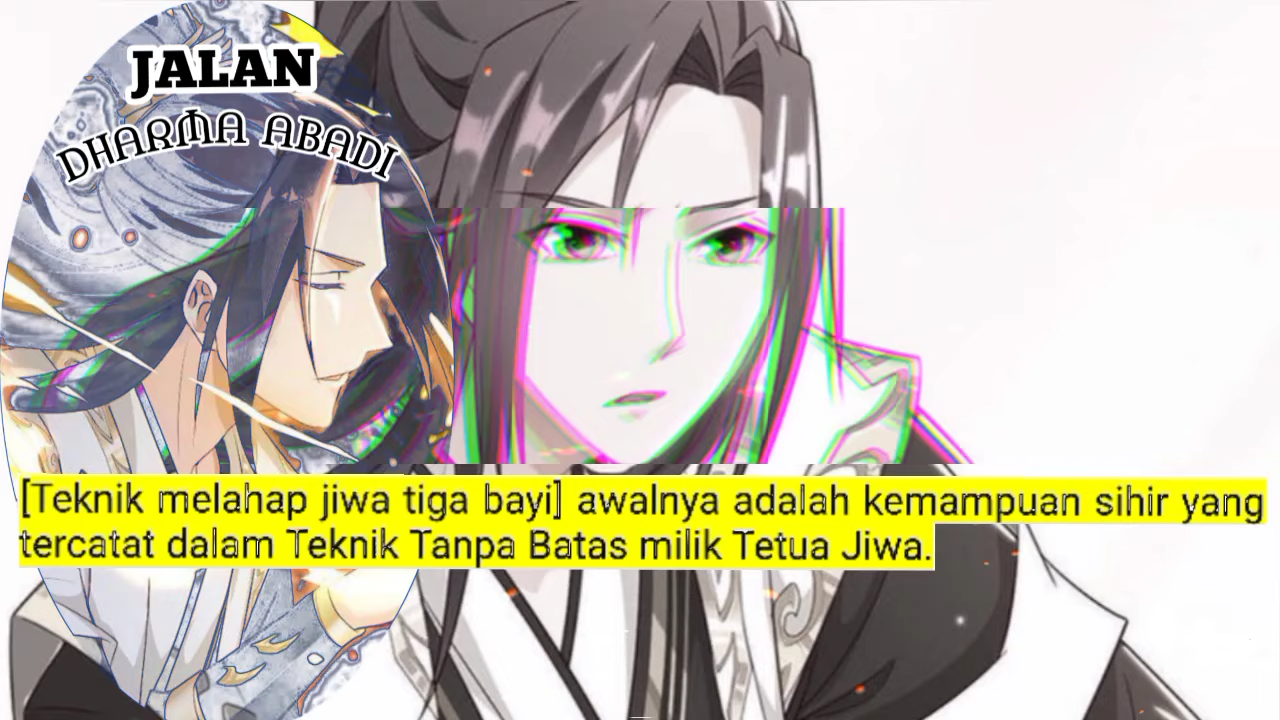 JALAN
DHARMA ABADI
[Teknik melahap jiwa tiga bayi] awalnya adalah kemampuan sihir yang
tercatat dalam Teknik Tanpa Batas milik Tetua Jiwa.